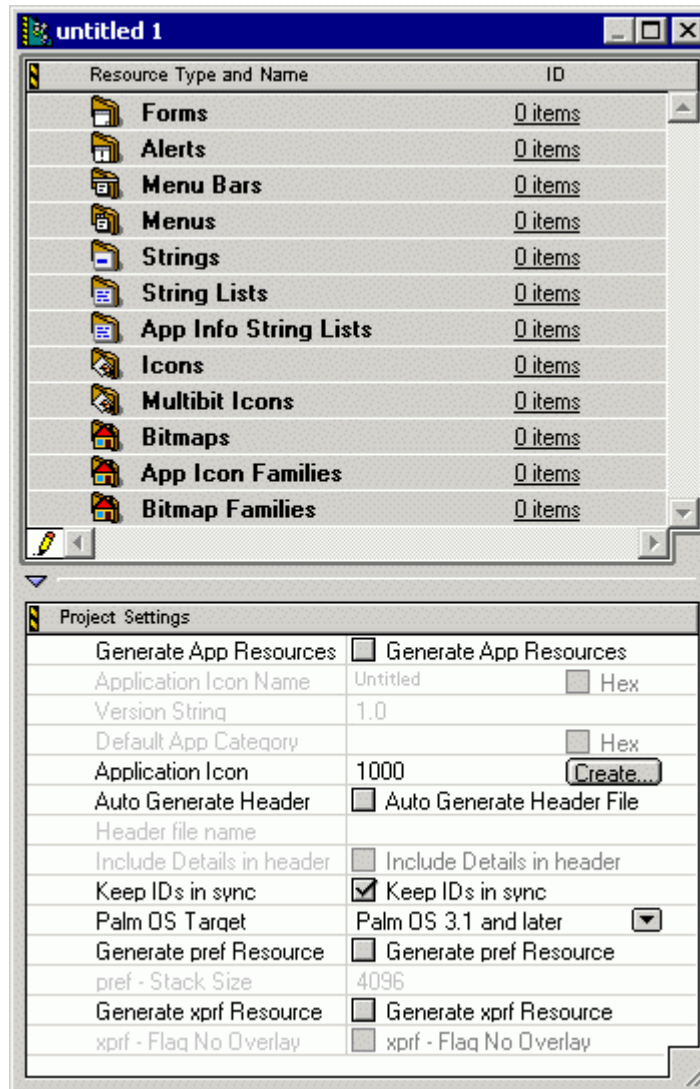 untitled 1
Resource Type and Name ID
Forms 0 items
Alerts 0 items
Menu Bars 0 items
Menus 0 items
Strings 0 items
String Lists 0 items
App Info String Lists 0 items
Icons 0 items
Multibit Icons 0 items
Bitmaps 0 items
App Icon Families 0 items
Bitmap Families 0 items
Project Settings
Generate App Resources Generate App Resources
Application Icon Name Untitled Hex
Version String 1.0
Default App Category Hex
Application Icon 1000 Create...
Auto Generate Header Auto Generate Header File
Header file name
Include Details in header Include Details in header
Keep IDs in sync Keep IDs in sync
Palm OS Target Palm OS 3.1 and later
Generate pref Resource Generate pref Resource
pref - Stack Size 4096
Generate xprf Resource Generate xprf Resource
xprf - Flag No Overlay xprf - Flag No Overlay